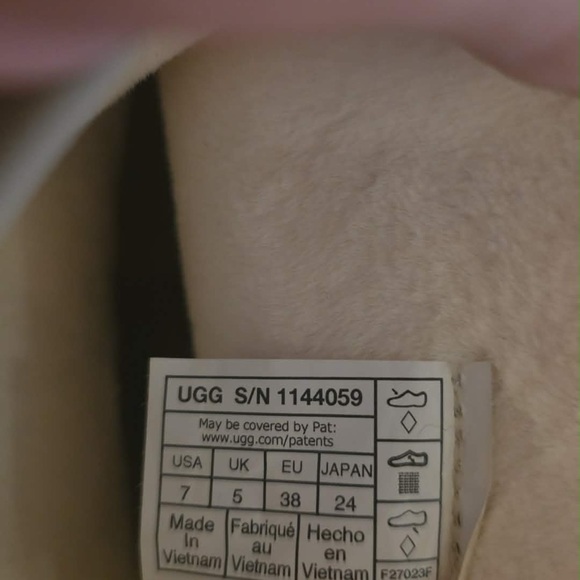 UGG S/N 1144059
May be covered by Pat:
www.ugg.com/patents
USA UK EU JAPAN
7 5 38 24
Made Fabriqué Hecho
In au en
Vietnam Vietnam Vietnam
F27023F